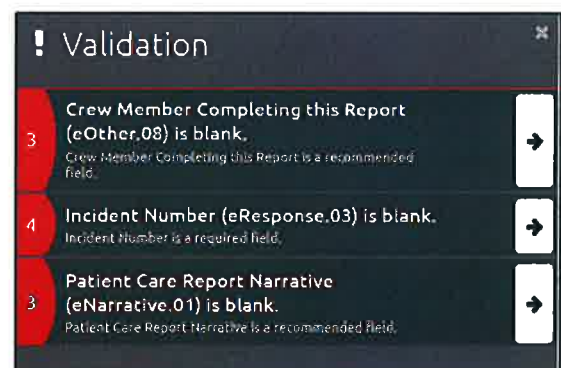 ! Validation
×
3
Crew Member Completing this Report
(eOther.08) is blank.
Crew Member Completing this Report is a recommended
field.
➔
4
Incident Number (eResponse.03) is blank.
Incident Number is a required field.
➔
3
Patient Care Report Narrative
(eNarrative.01) is blank.
Patient Care Report Narrative is a recommended field.
➔